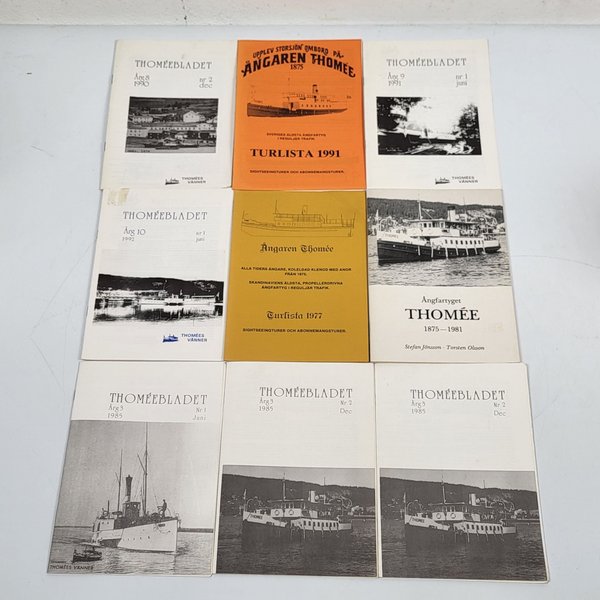 THOMÉEBLADET
Årg 8
1990
nr 2
dec
THOMÉES
VÄNNER
UPPLEV STORSJÖN OMBORD PÅ
ÅNGAREN THOMÉE
1875
SVERIGES ÄLDSTA ÅNGFARTYG
I REGULJÄR TRAFIK.
TURLISTA 1991
SIGHTSEEINGTURER OCH ABONNEMANGSTURER.
THOMÉEBLADET
Årg 9
1991
nr 1
juni
THOMÉES
VÄNNER
THOMÉEBLADET
Årg 10
1992
nr 1
juni
THOMÉES
VÄNNER
Ångaren Thomée
ALLA TIDERS ÅNGARE, KOLELDAD KLENOD MED ANOR
FRÅN 1875.
SKANDINAVIENS ÄLDSTA, PROPELLERDRIVNA
ÅNGFARTYG I REGULJÄR TRAFIK.
Turlista 1977
SIGHTSEEINGTURER OCH ABONNEMANGSTURER.
Ångfartyget
THOMÉE
1875–1981
Stefan Jönsson · Torsten Olsson
THOMÉEBLADET
Årg 3
1985
Nr 1
Juni
THOMÉES VÄNNER
THOMÉEBLADET
Årg 3
1985
Nr 2
Dec
THOMÉE
THOMÉEBLADET
Årg 3
1985
Nr 2
Dec
THOMÉE